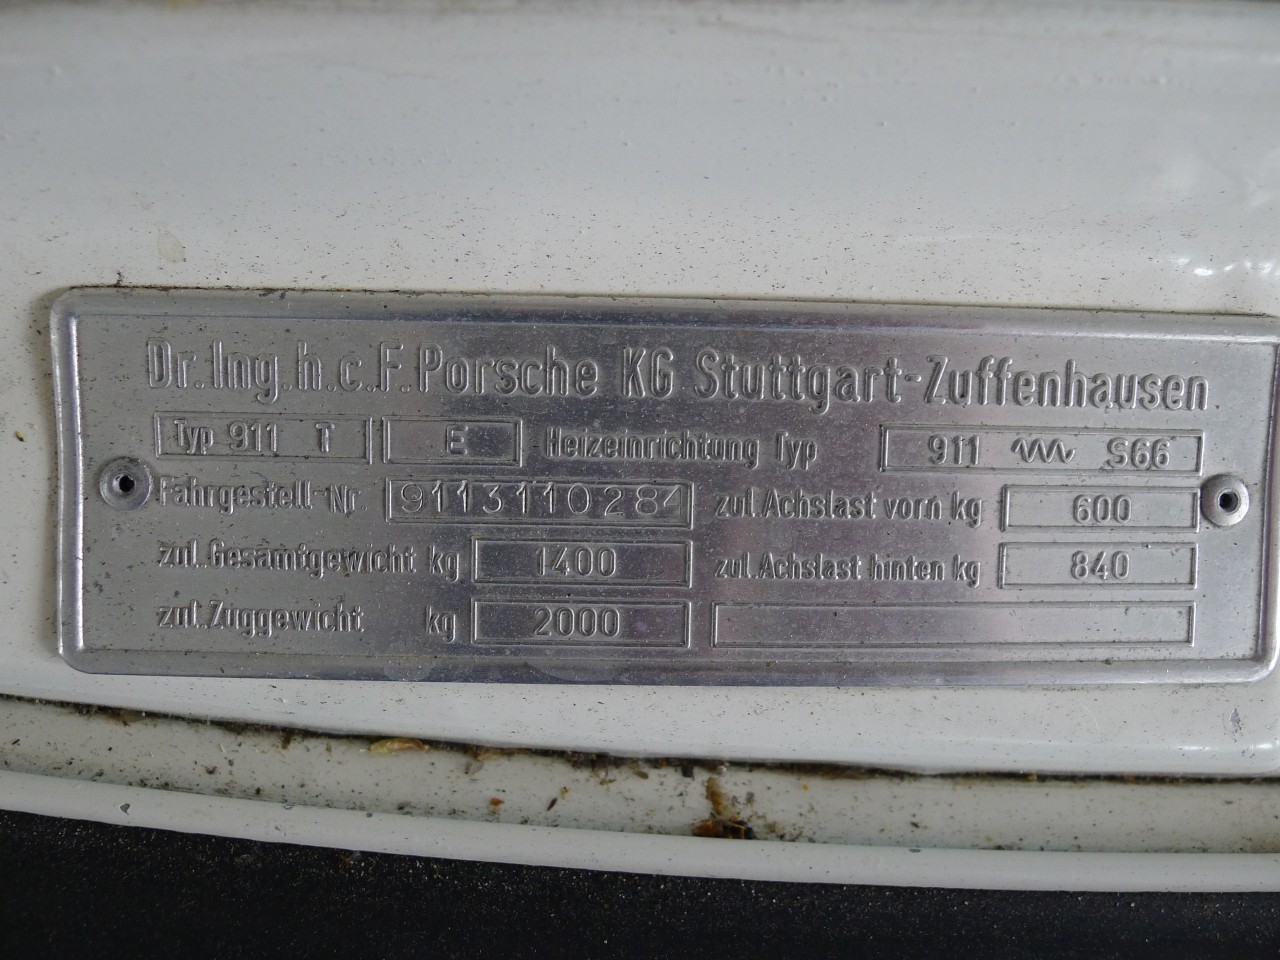 Dr.Ing.h.c.F.Porsche KG Stuttgart-Zuffenhausen
Typ 911 T E Heizeinrichtung Typ 911 S66
Fahrgestell-Nr 9113110284 zul.Achslast vorn kg 600
zul.Gesamtgewicht kg 1400 zul.Achslast hinten kg 840
zul.Zuggewicht kg 2000